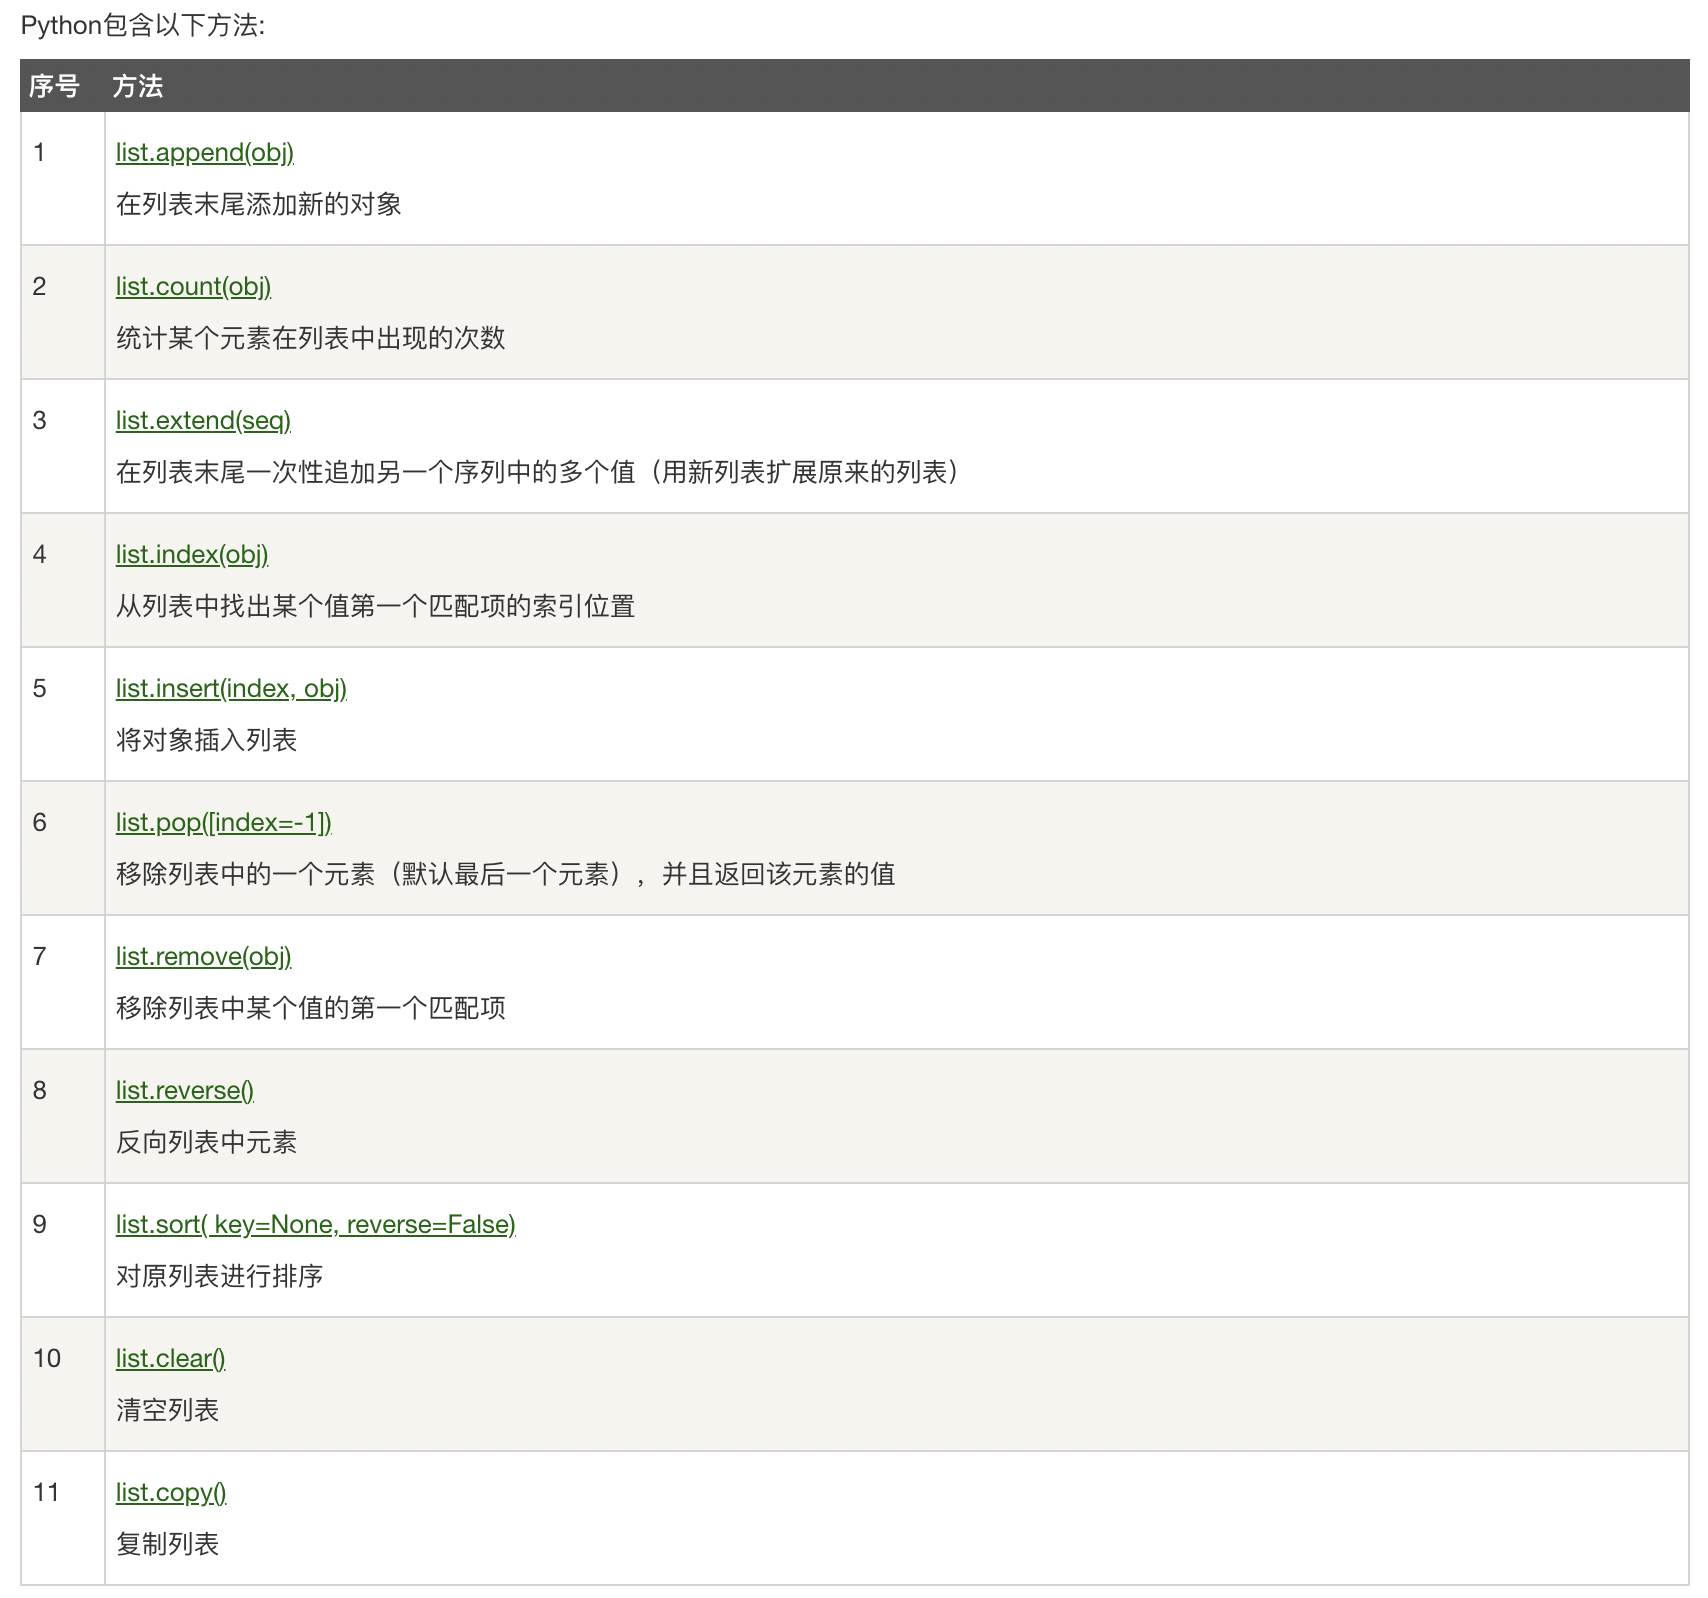 Python包含以下方法:
序号 方法
1 list.append(obj)
在列表末尾添加新的对象
2 list.count(obj)
统计某个元素在列表中出现的次数
3 list.extend(seq)
在列表末尾一次性追加另一个序列中的多个值（用新列表扩展原来的列表）
4 list.index(obj)
从列表中找出某个值第一个匹配项的索引位置
5 list.insert(index, obj)
将对象插入列表
6 list.pop([index=-1])
移除列表中的一个元素（默认最后一个元素），并且返回该元素的值
7 list.remove(obj)
移除列表中某个值的第一个匹配项
8 list.reverse()
反向列表中元素
9 list.sort( key=None, reverse=False)
对原列表进行排序
10 list.clear()
清空列表
11 list.copy()
复制列表